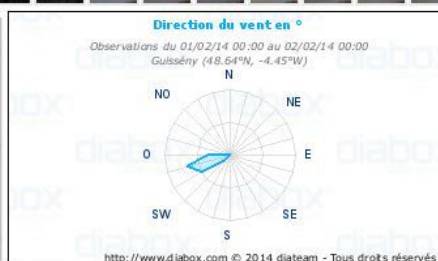 Direction du vent en °
Observations du 01/02/14 00:00 au 02/02/14 00:00
Guissény (48.64°N, -4.45°W)
N
NO
NE
O
E
SW
SE
S
http://www.diabox.com © 2014 diateam - Tous droits réservés